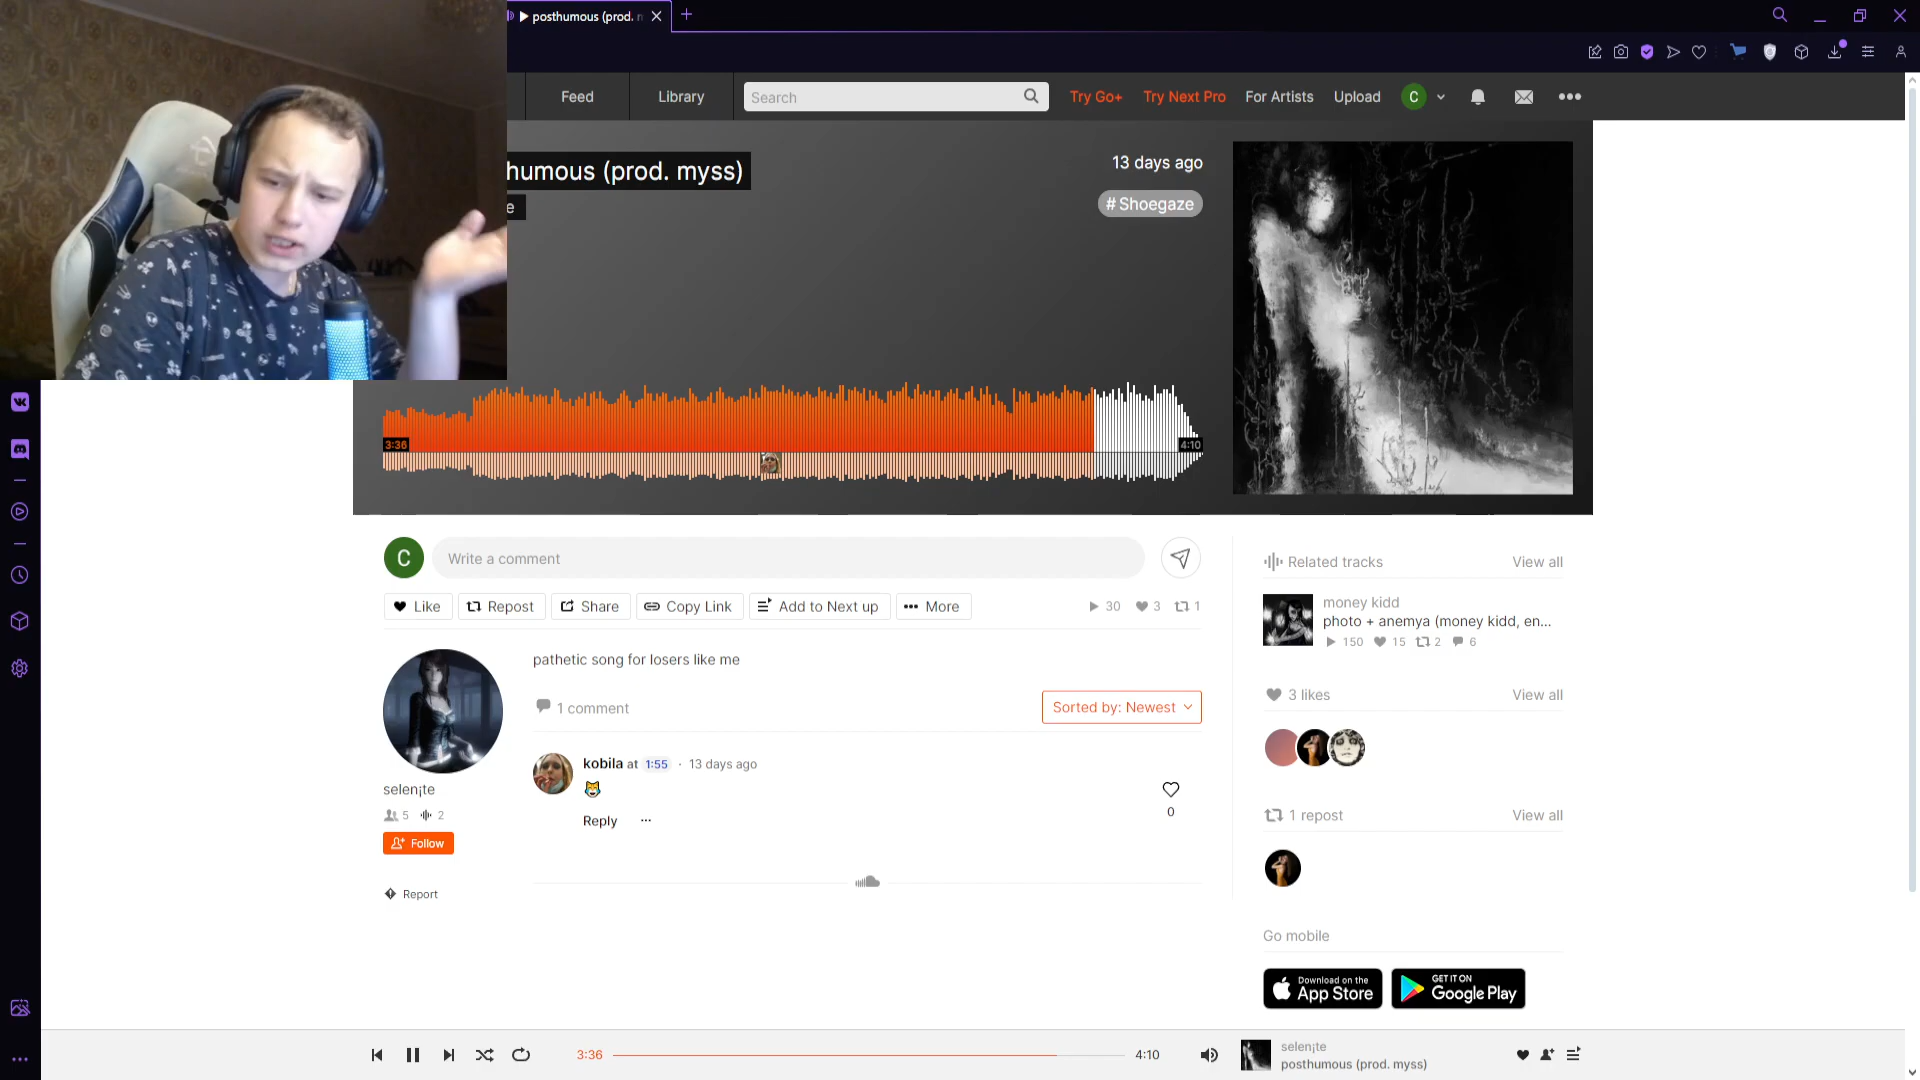 posthumous (prod. m
Feed
Library
Search
Try Go+
Try Next Pro
For Artists
Upload
C
humous (prod. myss)
e
13 days ago
# Shoegaze
3:36
4:10
C
Write a comment
Like
Repost
Share
Copy Link
Add to Next up
More
30
3
1
pathetic song for losers like me
1 comment
Sorted by: Newest
kobila at 1:55 · 13 days ago
Reply
0
selen¡te
5
2
Follow
Report
Related tracks
View all
money kidd
photo + anemya (money kidd, en...
150
15
2
6
3 likes
View all
1 repost
View all
Go mobile
Download on the
App Store
GET IT ON
Google Play
3:36
4:10
selen¡te
posthumous (prod. myss)